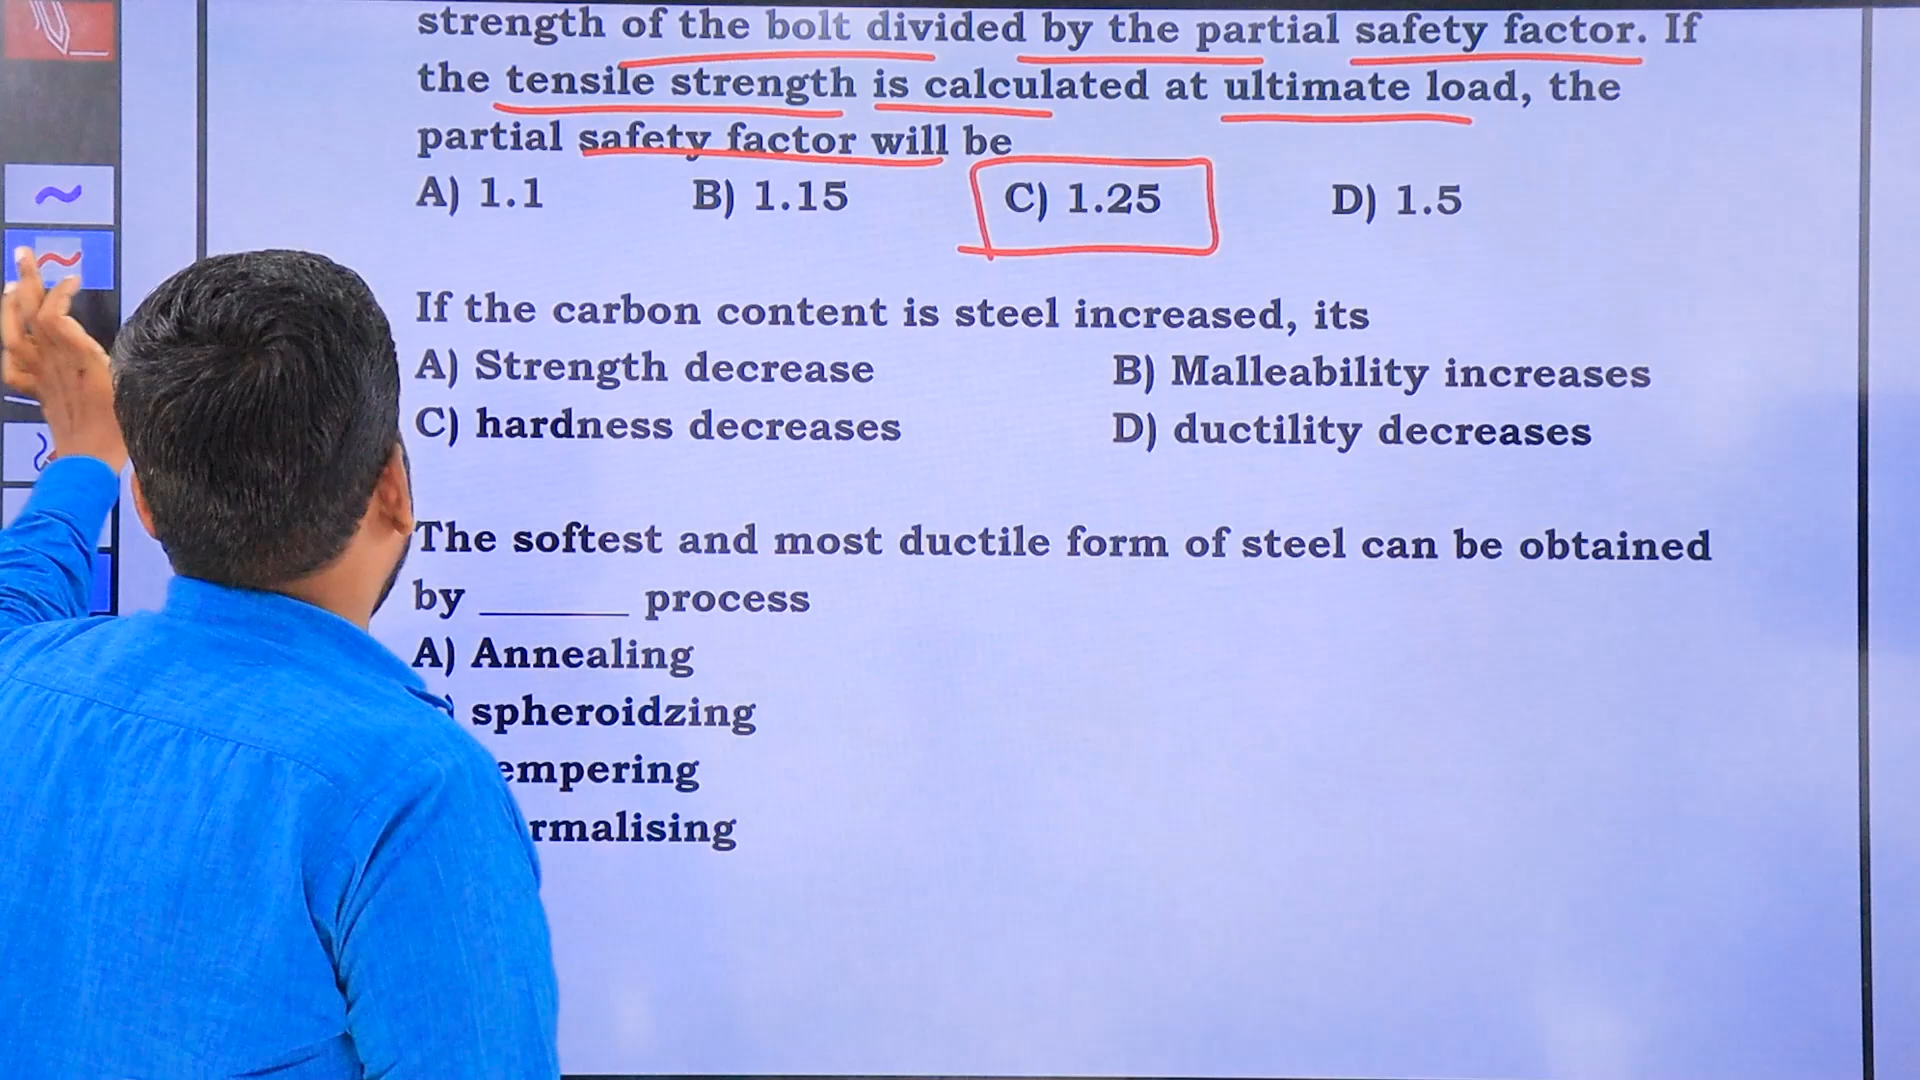 strength of the bolt divided by the partial safety factor. If
the tensile strength is calculated at ultimate load, the
partial safety factor will be
A) 1.1 B) 1.15 C) 1.25 D) 1.5
If the carbon content is steel increased, its
A) Strength decrease B) Malleability increases
C) hardness decreases D) ductility decreases
The softest and most ductile form of steel can be obtained
by ______ process
A) Annealing
) spheroidzing
empering
rmalising